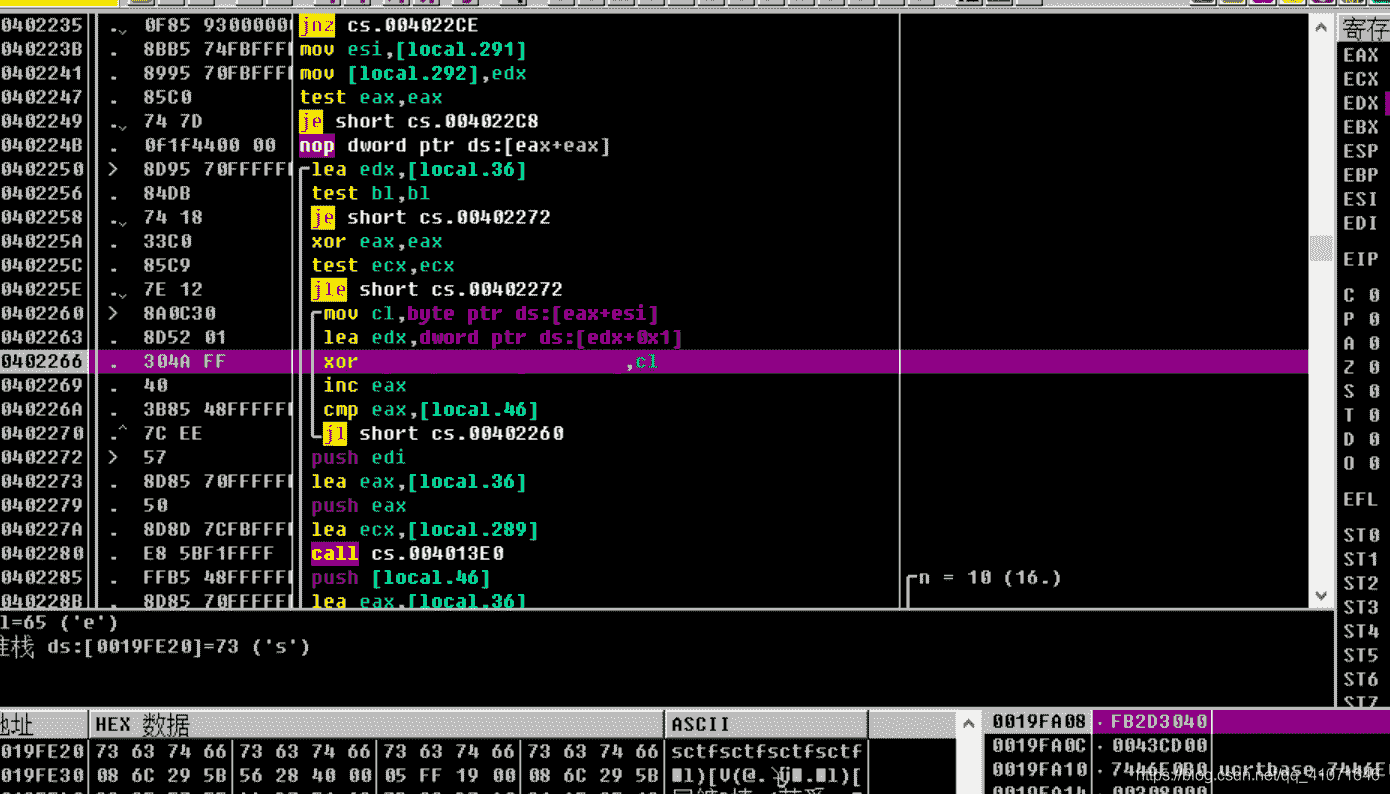 0402235 . 0F85 9300000 jnz cs.004022CE
040223B . 8BB5 74FBFFF mov esi,[local.291]
0402241 . 8995 70FBFFF mov [local.292],edx
0402247 . 85C0 test eax,eax
0402249 . 74 7D je short cs.004022C8
040224B . 0f1f4400 00 nop dword ptr ds:[eax+eax]
0402250 > 8D95 70FFFFF lea edx,[local.36]
0402256 . 84DB test bl,bl
0402258 . 74 18 je short cs.00402272
040225A . 33C0 xor eax,eax
040225C . 85C9 test ecx,ecx
040225E . 7E 12 jle short cs.00402272
0402260 > 8A0C30 mov cl,byte ptr ds:[eax+esi]
0402263 . 8D52 01 lea edx,dword ptr ds:[edx+0x1]
0402266 . 304A FF xor ,cl
0402269 . 40 inc eax
040226A . 3B85 48FFFFF cmp eax,[local.46]
0402270 .^ 7C EE jl short cs.00402260
0402272 > 57 push edi
0402273 . 8D85 70FFFFF lea eax,[local.36]
0402279 . 50 push eax
040227A . 8D8D 7CFBFFF lea ecx,[local.289]
0402280 . E8 5BF1FFFF call cs.004013E0
0402285 . FFB5 48FFFFF push [local.46] n = 10 (16.)
040228B . 8D85 70FFFFF lea eax,[local.36]
寄存
EAX
ECX
EDX
EBX
ESP
EBP
ESI
EDI
EIP
C 0
P 0
A 0
Z 0
S 0
T 0
D 0
O 0
EFL
ST0
ST1
ST2
ST3
ST4
ST5
ST6
ST7
l=65 ('e')
堆栈 ds:[0019FE20]=73 ('s')
地址 HEX 数据 ASCII
019FE20 73 63 74 66 73 63 74 66 73 63 74 66 73 63 74 66 sctfsctfsctfsctf
019FE30 08 6C 29 5B 56 28 40 00 05 FF 19 00 08 6C 29 5B
0019FA08 FB2D3040
0019FA0C 0043CD00
0019FA10 7446E0B0 ucrtbase.7446E
0019FA14 00308000
https://blog.csdn.net/qq_41071646